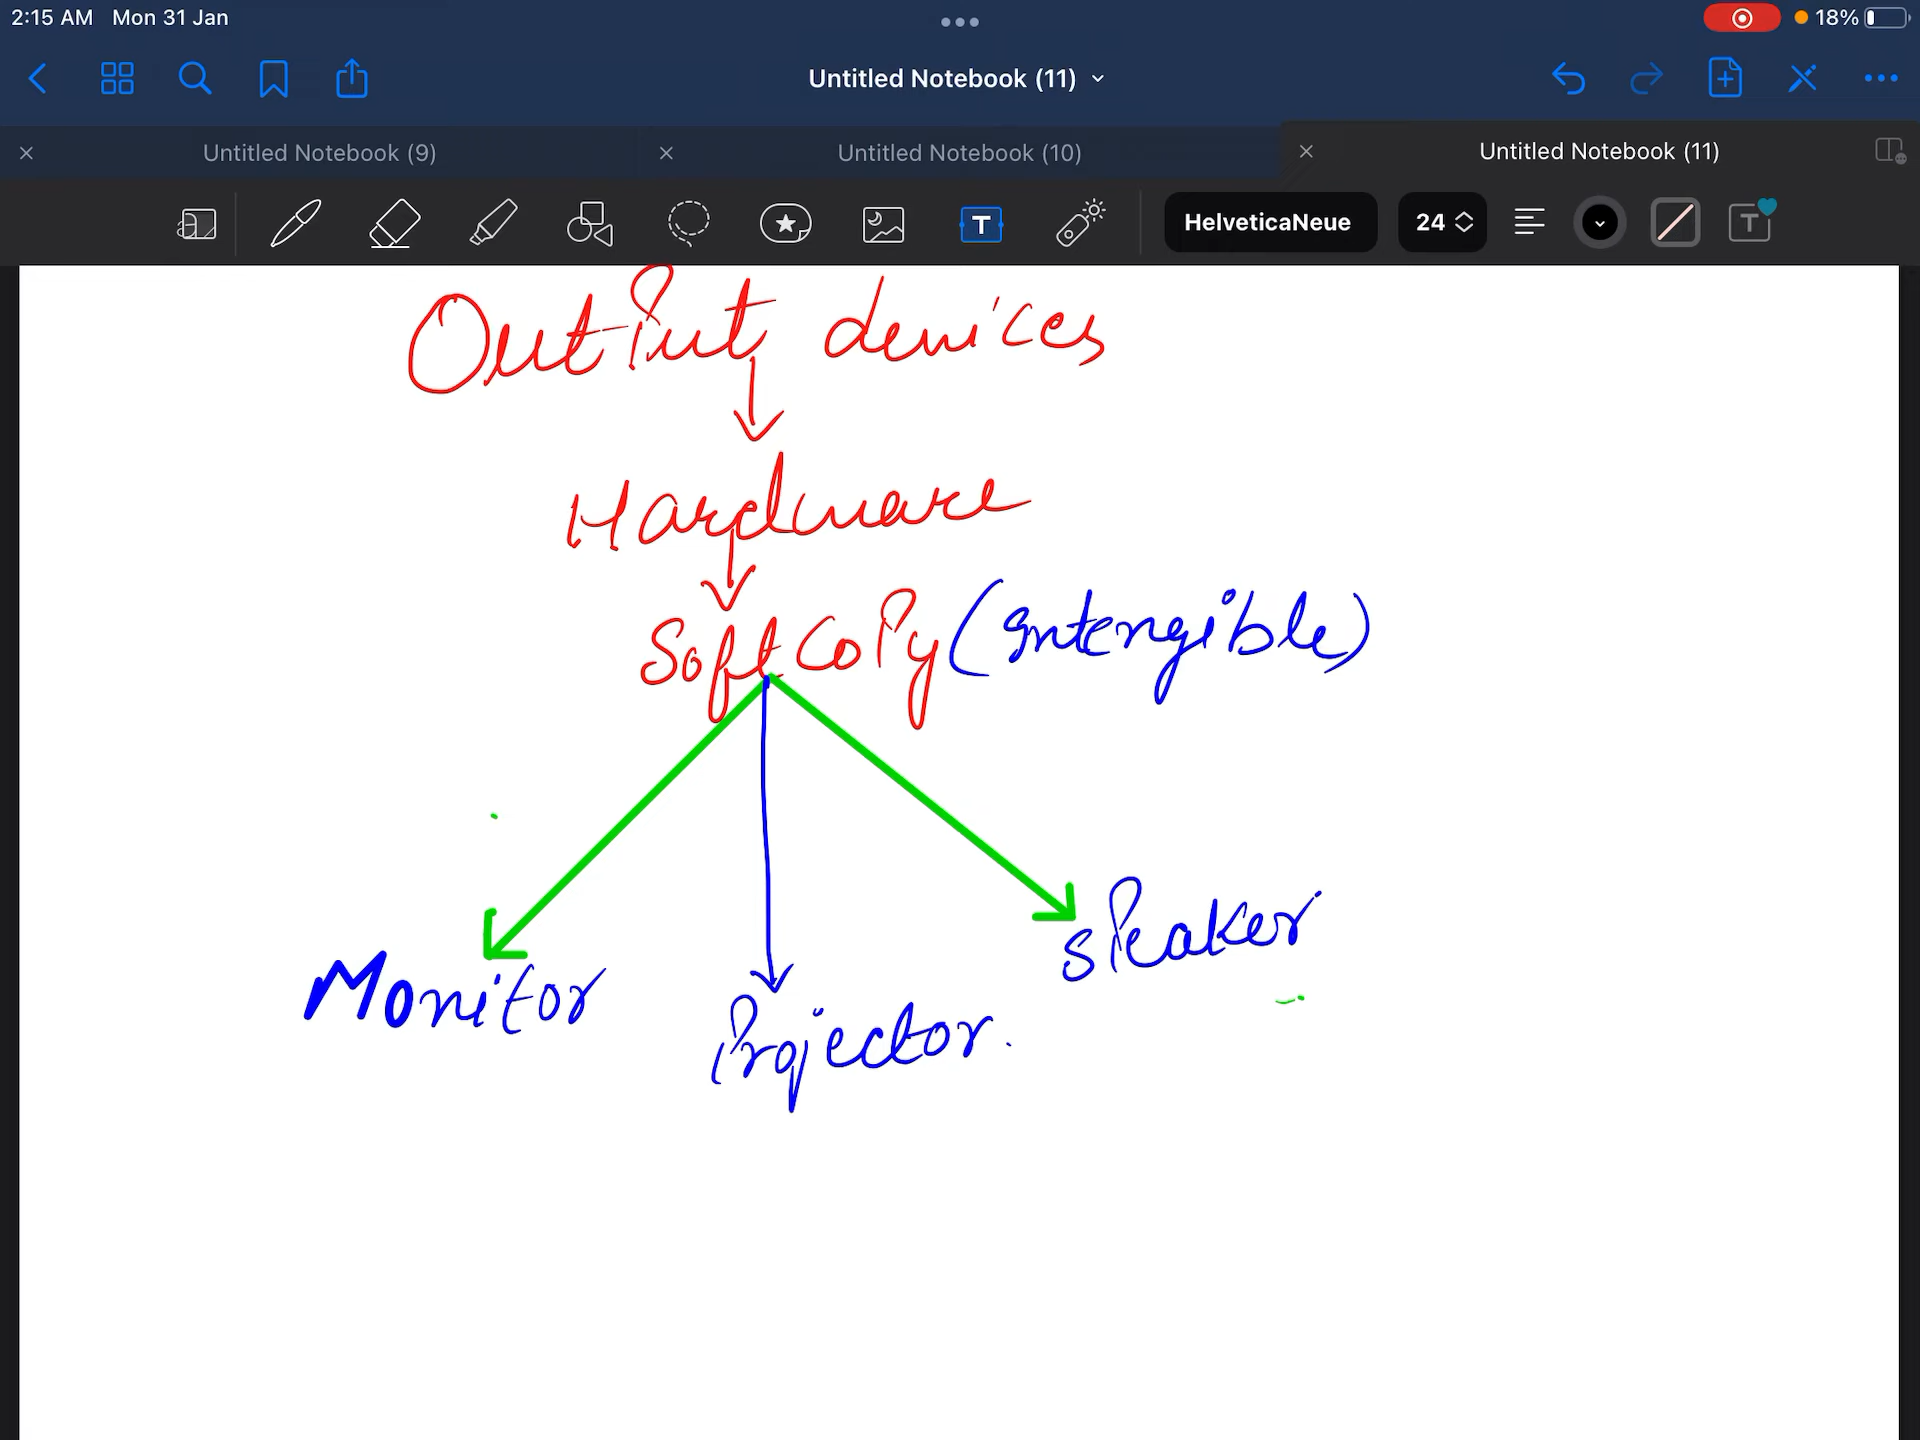 2:15 AM Mon 31 Jan
18%
Untitled Notebook (11)
Untitled Notebook (9)
Untitled Notebook (10)
Untitled Notebook (11)
HelveticaNeue
24
OutPut devices
Hardware
Soft CoPy (Intengible)
SPeaker
Monitor
Projector.